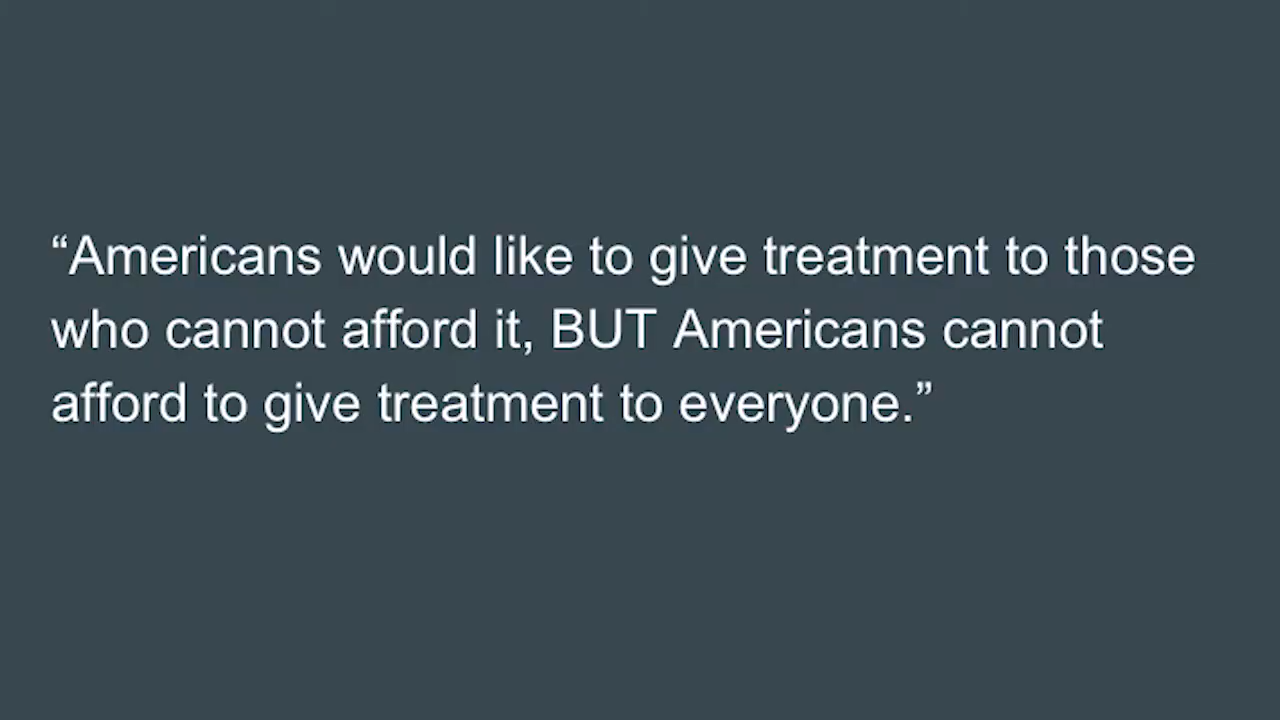 “Americans would like to give treatment to those
who cannot afford it, BUT Americans cannot
afford to give treatment to everyone.”